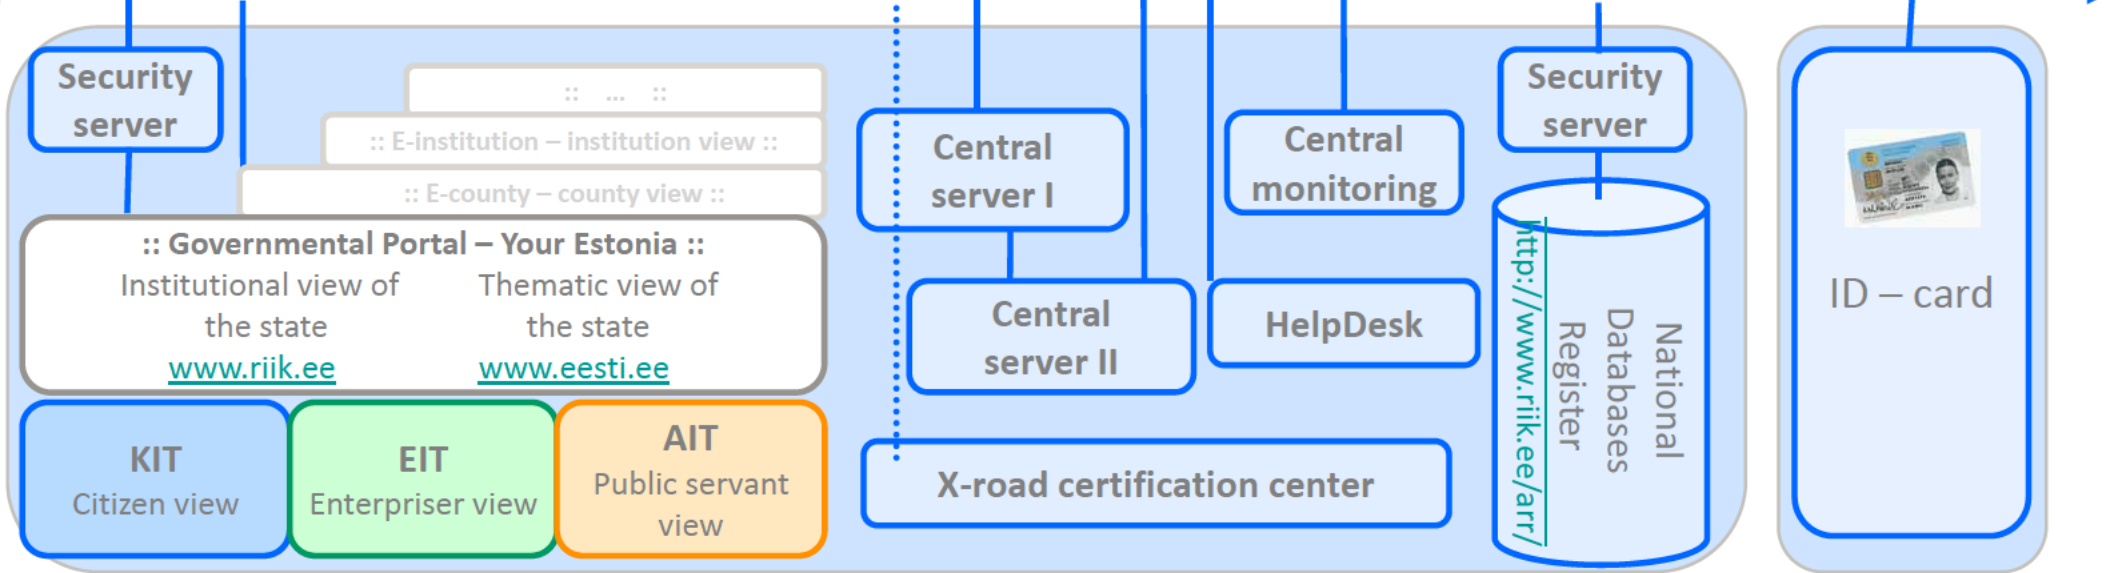 Security
server
:: ... ::
:: E-institution – institution view ::
:: E-county – county view ::
:: Governmental Portal – Your Estonia ::
Institutional view of
the state
www.riik.ee
Thematic view of
the state
www.eesti.ee
KIT
Citizen view
EIT
Enterpriser view
AIT
Public servant
view
Central
server I
Central
server II
Central
monitoring
HelpDesk
X-road certification center
Security
server
National
Databases
Register
http://www.riik.ee/arr/
ID – card